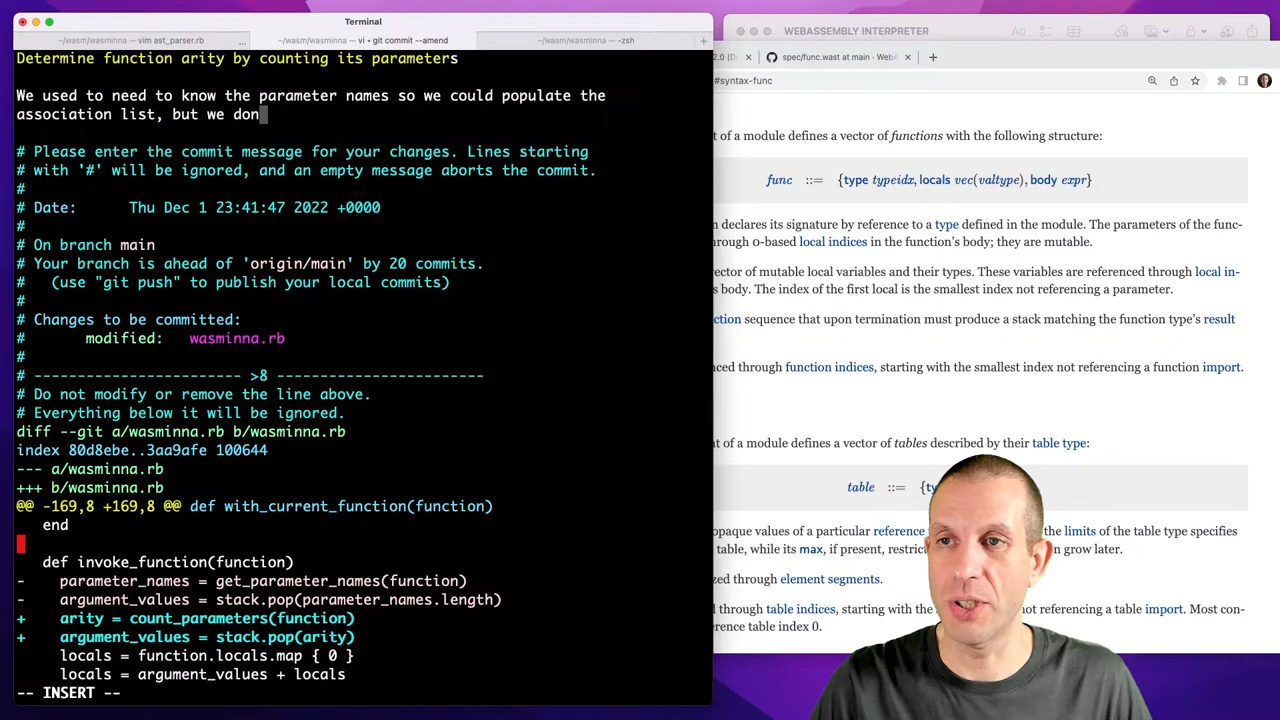 Terminal
~/wasm/wasminna — vim ast_parser.rb ... ~/wasm/wasminna — vi • git commit --amend ~/wasm/wasminna — -zsh +
Determine function arity by counting its parameters
We used to need to know the parameter names so we could populate the
association list, but we don
# Please enter the commit message for your changes. Lines starting
# with '#' will be ignored, and an empty message aborts the commit.
#
# Date: Thu Dec 1 23:41:47 2022 +0000
#
# On branch main
# Your branch is ahead of 'origin/main' by 20 commits.
# (use "git push" to publish your local commits)
#
# Changes to be committed:
# modified: wasminna.rb
#
# ------------------------ >8 ------------------------
# Do not modify or remove the line above.
# Everything below it will be ignored.
diff --git a/wasminna.rb b/wasminna.rb
index 80d8ebe..3aa9afe 100644
--- a/wasminna.rb
+++ b/wasminna.rb
@@ -169,8 +169,8 @@ def with_current_function(function)
end
def invoke_function(function)
- parameter_names = get_parameter_names(function)
- argument_values = stack.pop(parameter_names.length)
+ arity = count_parameters(function)
+ argument_values = stack.pop(arity)
locals = function.locals.map { 0 }
locals = argument_values + locals
-- INSERT --
WEBASSEMBLY INTERPRETER
2.0 (D × spec/func.wast at main · WebA × +
#syntax-func
t of a module defines a vector of functions with the following structure:
func ::= {type typeidx, locals vec(valtype), body expr}
n declares its signature by reference to a type defined in the module. The parameters of the func-
hrough 0-based local indices in the function’s body; they are mutable.
ector of mutable local variables and their types. These variables are referenced through local in-
s body. The index of the first local is the smallest index not referencing a parameter.
ction sequence that upon termination must produce a stack matching the function type’s result
nced through function indices, starting with the smallest index not referencing a function import.
t of a module defines a vector of tables described by their table type:
table ::= {ty
opaque values of a particular reference the limits of the table type specifies
table, while its max, if present, restric n grow later.
zed through element segments.
d through table indices, starting with the not referencing a table import. Most con-
erence table index 0.